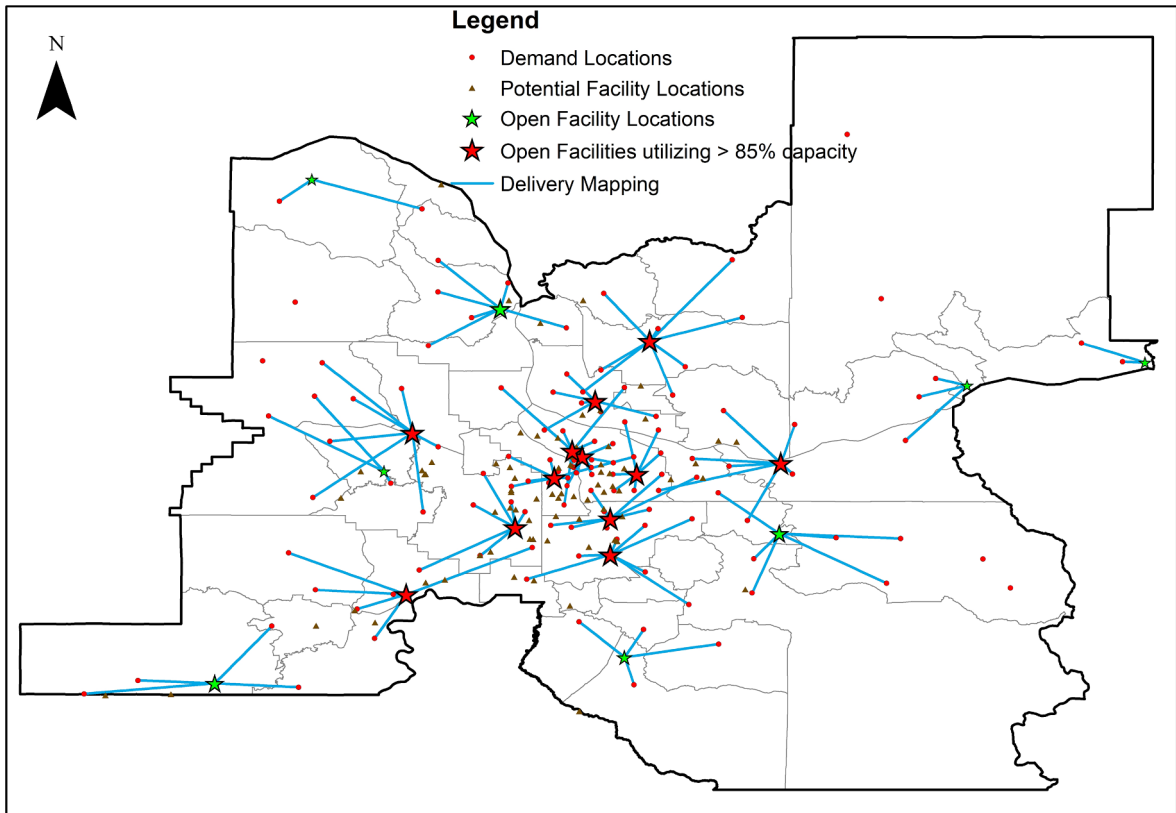 Legend
N
Demand Locations
Potential Facility Locations
Open Facility Locations
Open Facilities utilizing > 85% capacity
Delivery Mapping